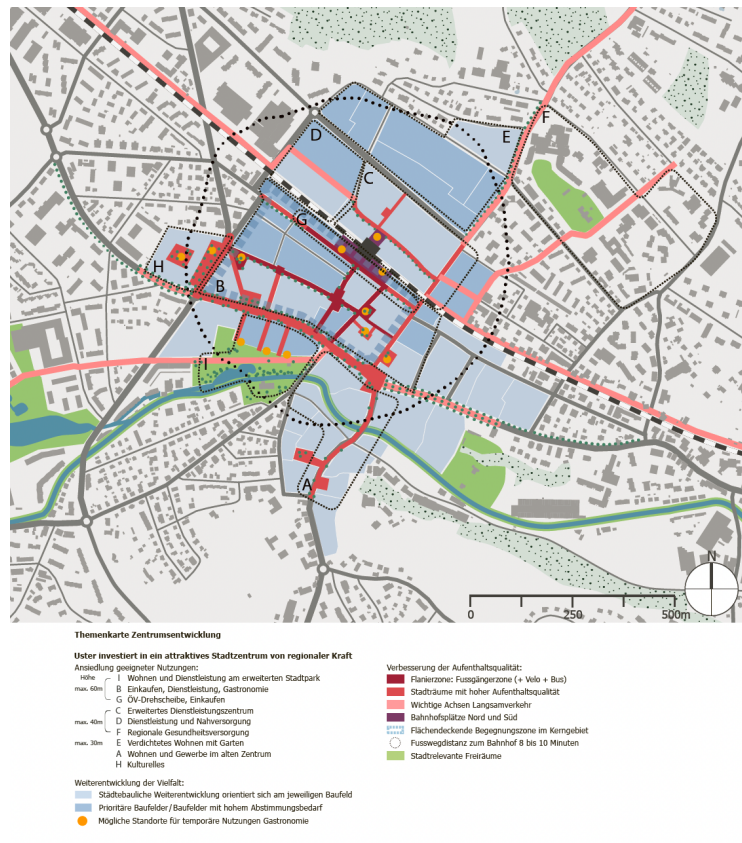 F
D
E
C
G
H
B
I
A
N
0
250
500m
Themenkarte Zentrumsentwicklung
Uster investiert in ein attraktives Stadtzentrum von regionaler Kraft
Ansiedlung geeigneter Nutzungen:
Höhe
I Wohnen und Dienstleistung am erweiterten Stadtpark
max. 60m B Einkaufen, Dienstleistung, Gastronomie
G ÖV-Drehscheibe, Einkaufen
C Erweitertes Dienstleistungszentrum
max. 40m D Dienstleistung und Nahversorgung
F Regionale Gesundheitsversorgung
max. 30m E Verdichtetes Wohnen mit Garten
A Wohnen und Gewerbe im alten Zentrum
H Kulturelles
Weiterentwicklung der Vielfalt:
Städtebauliche Weiterentwicklung orientiert sich am jeweiligen Baufeld
Prioritäre Baufelder/Baufelder mit hohem Abstimmungsbedarf
Mögliche Standorte für temporäre Nutzungen Gastronomie
Verbesserung der Aufenthaltsqualität:
Flanierzone: Fussgängerzone (+ Velo + Bus)
Stadträume mit hoher Aufenthaltsqualität
Wichtige Achsen Langsamverkehr
Bahnhofsplätze Nord und Süd
Flächendeckende Begegnungszone im Kerngebiet
Fusswegdistanz zum Bahnhof 8 bis 10 Minuten
Stadtrelevante Freiräume